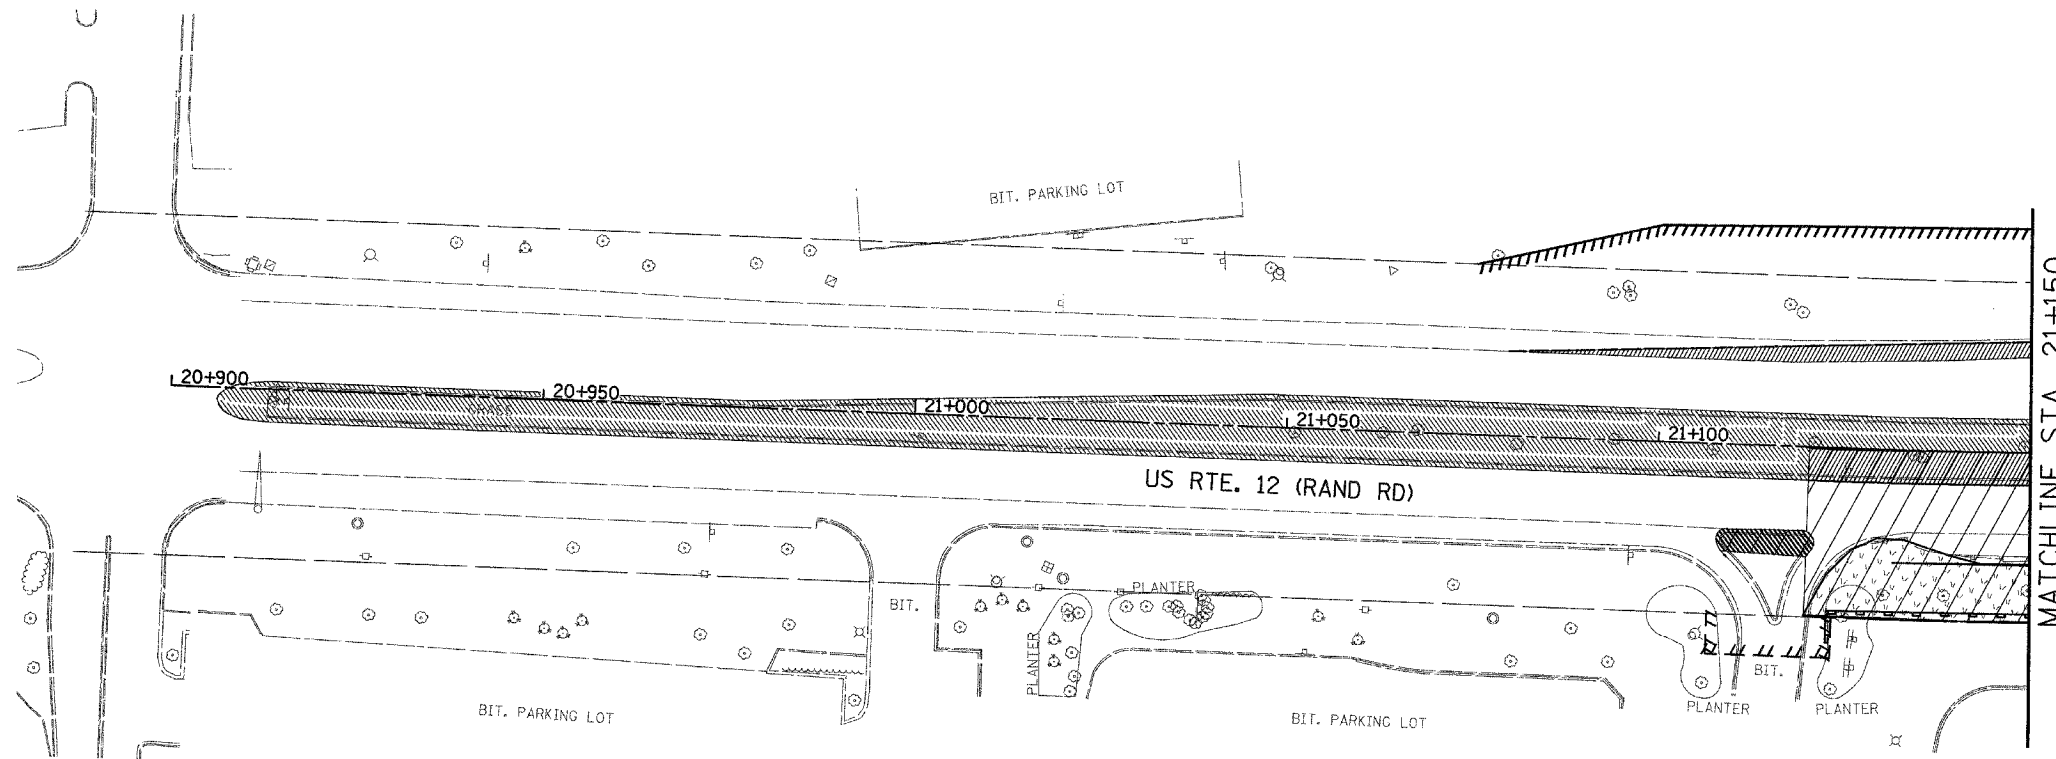 BIT. PARKING LOT
20+900
20+950
21+000
21+050
21+100
GRASS
US RTE. 12 (RAND RD)
MATCHLINE STA. 21+150
BIT.
PLANTER
PLANTER
BIT.
PLANTER
PLANTER
BIT. PARKING LOT
BIT. PARKING LOT